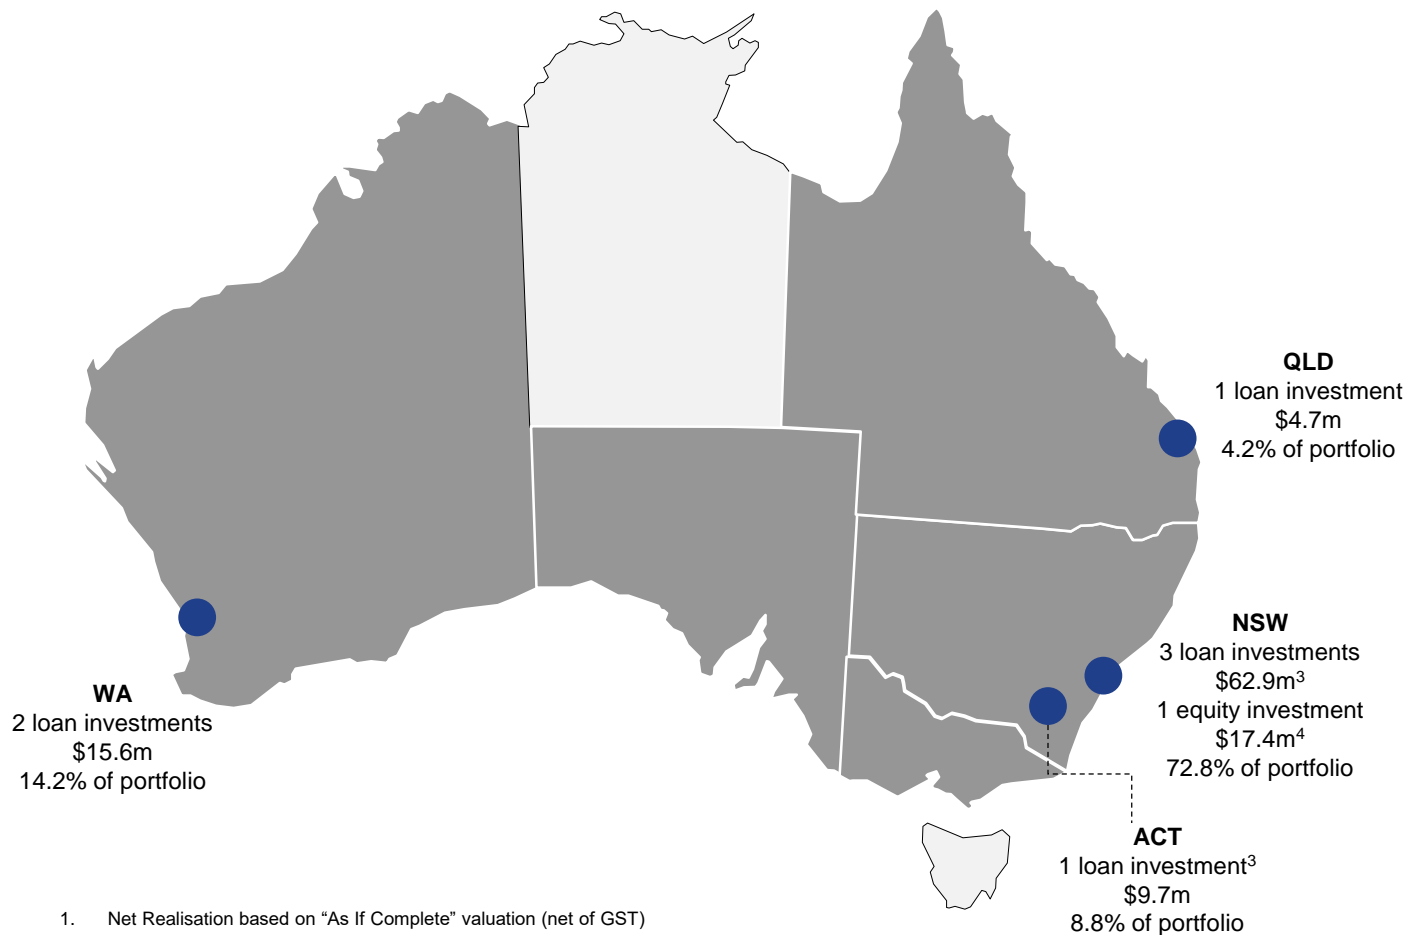 QLD
1 loan investment
$4.7m
4.2% of portfolio
NSW
3 loan investments
$62.9m³
1 equity investment
$17.4m⁴
72.8% of portfolio
WA
2 loan investments
$15.6m
14.2% of portfolio
ACT
1 loan investment³
$9.7m
8.8% of portfolio
1. Net Realisation based on “As If Complete” valuation (net of GST)